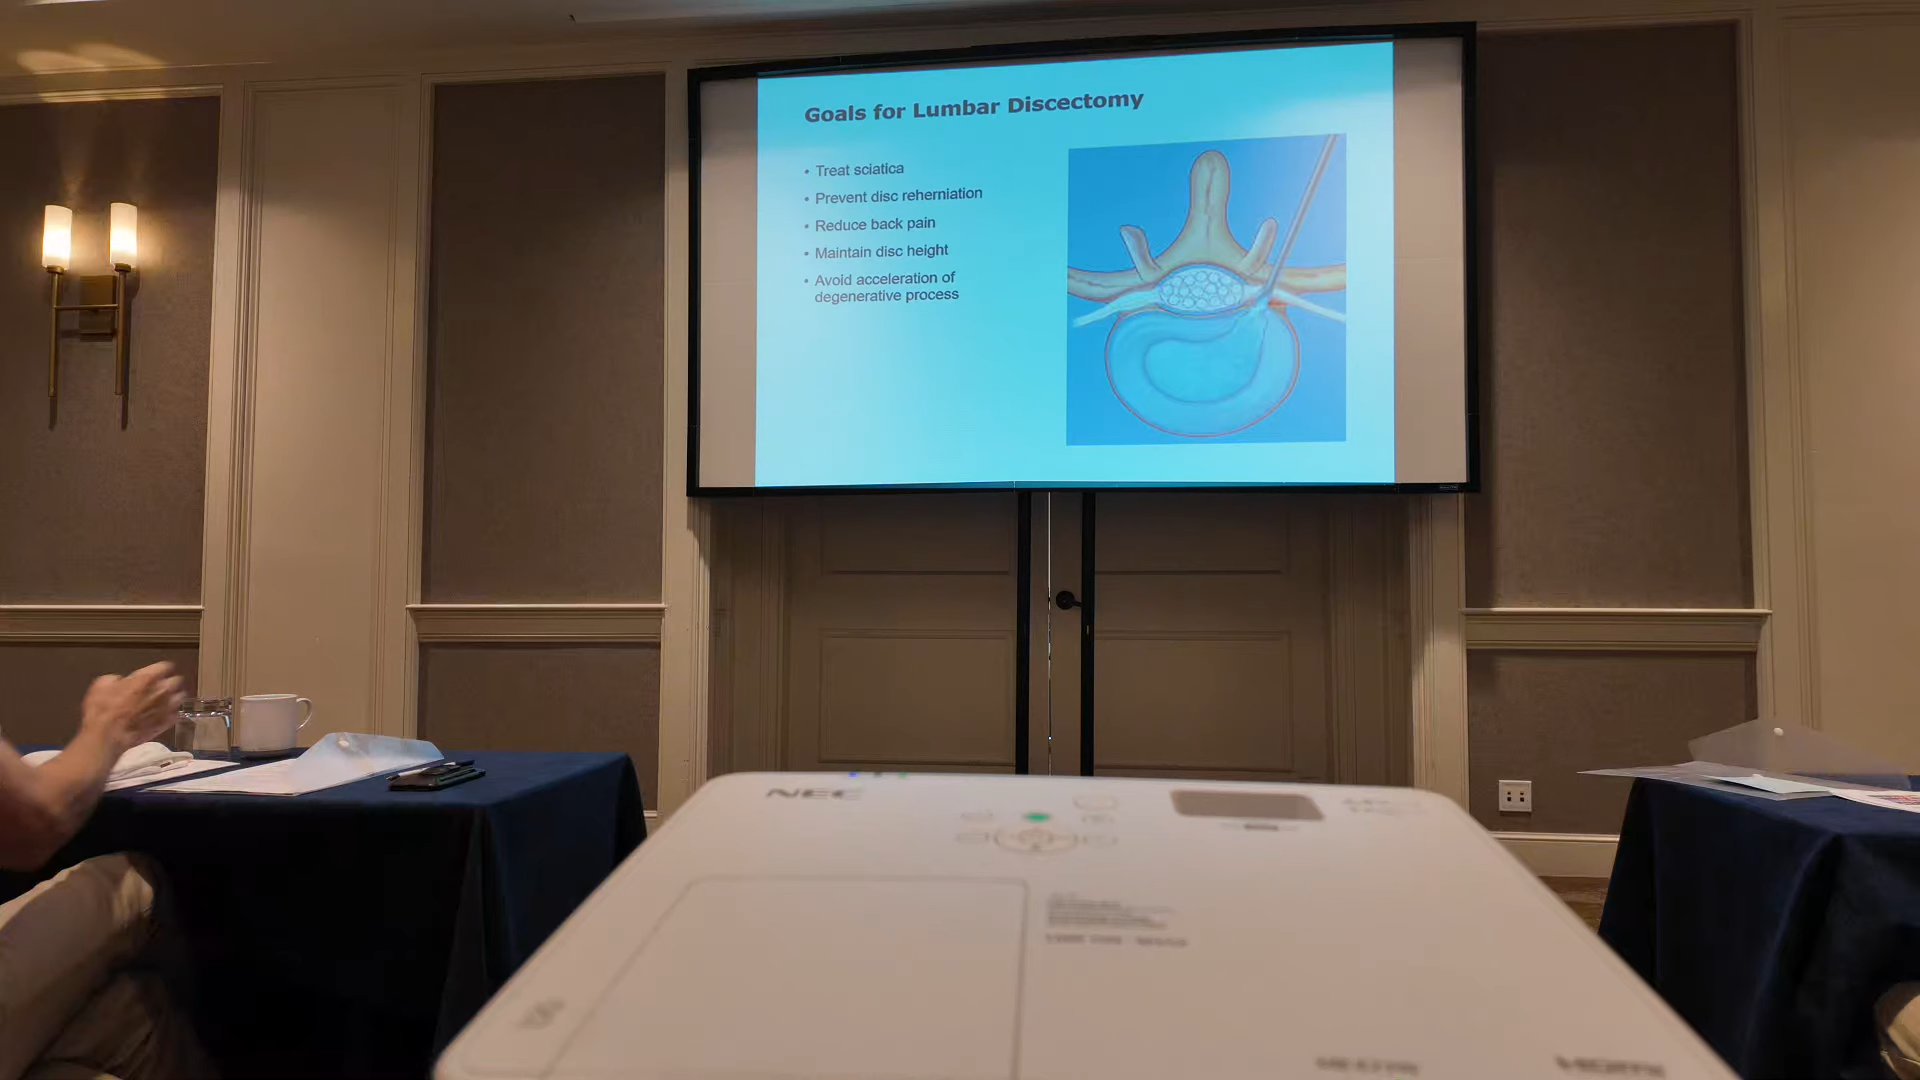 Goals for Lumbar Discectomy
• Treat sciatica
• Prevent disc reherniation
• Reduce back pain
• Maintain disc height
• Avoid acceleration of
degenerative process
NEC
HDMI